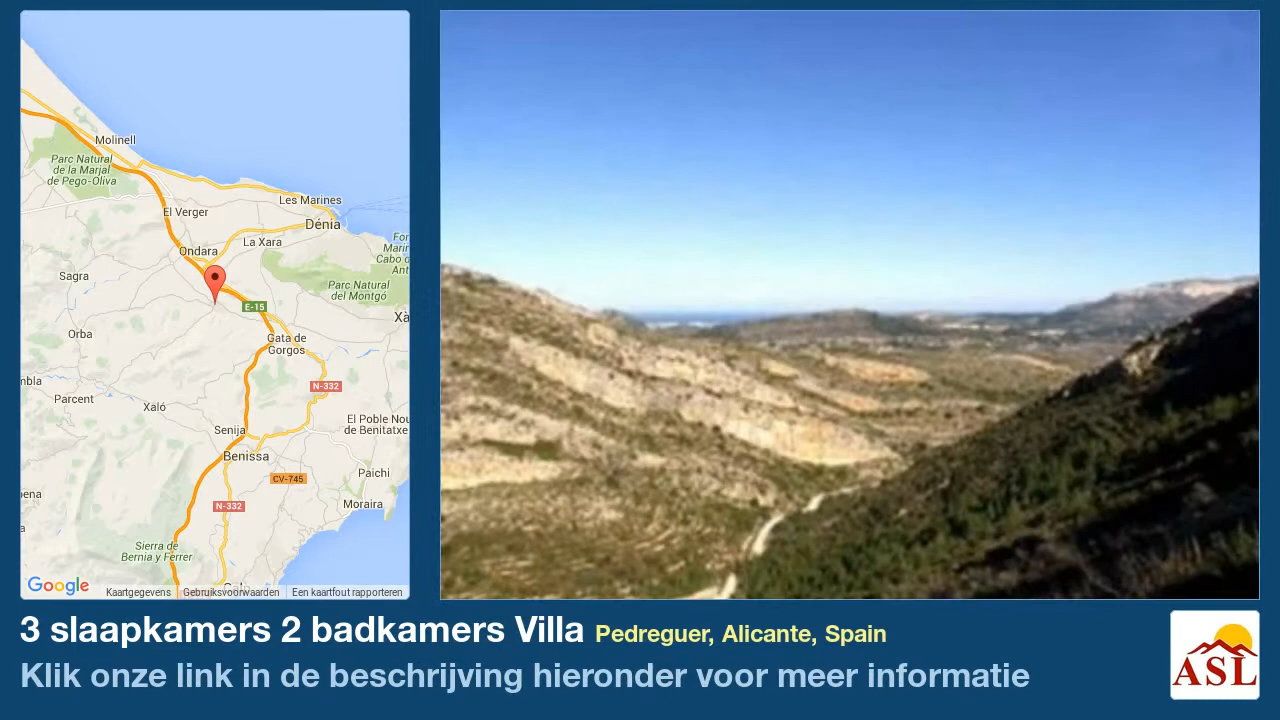 Molinell
Parc Natural
de la Marjal
de Pego-Oliva
Les Marines
El Verger
Dénia
La Xara
Ondara
Sagra
Parc Natural
del Montgó
E-15
Orba
Gata de
Gorgos
N-332
Parcent
Xaló
El Poble Nou
de Benitatxe
Senija
Benissa
Paichi
CV-745
N-332
Moraira
Sierra de
Bernia y Ferrer
Google
Kaartgegevens
Gebruiksvoorwaarden
Een kaartfout rapporteren
3 slaapkamers 2 badkamers Villa Pedreguer, Alicante, Spain
Klik onze link in de beschrijving hieronder voor meer informatie
ASL